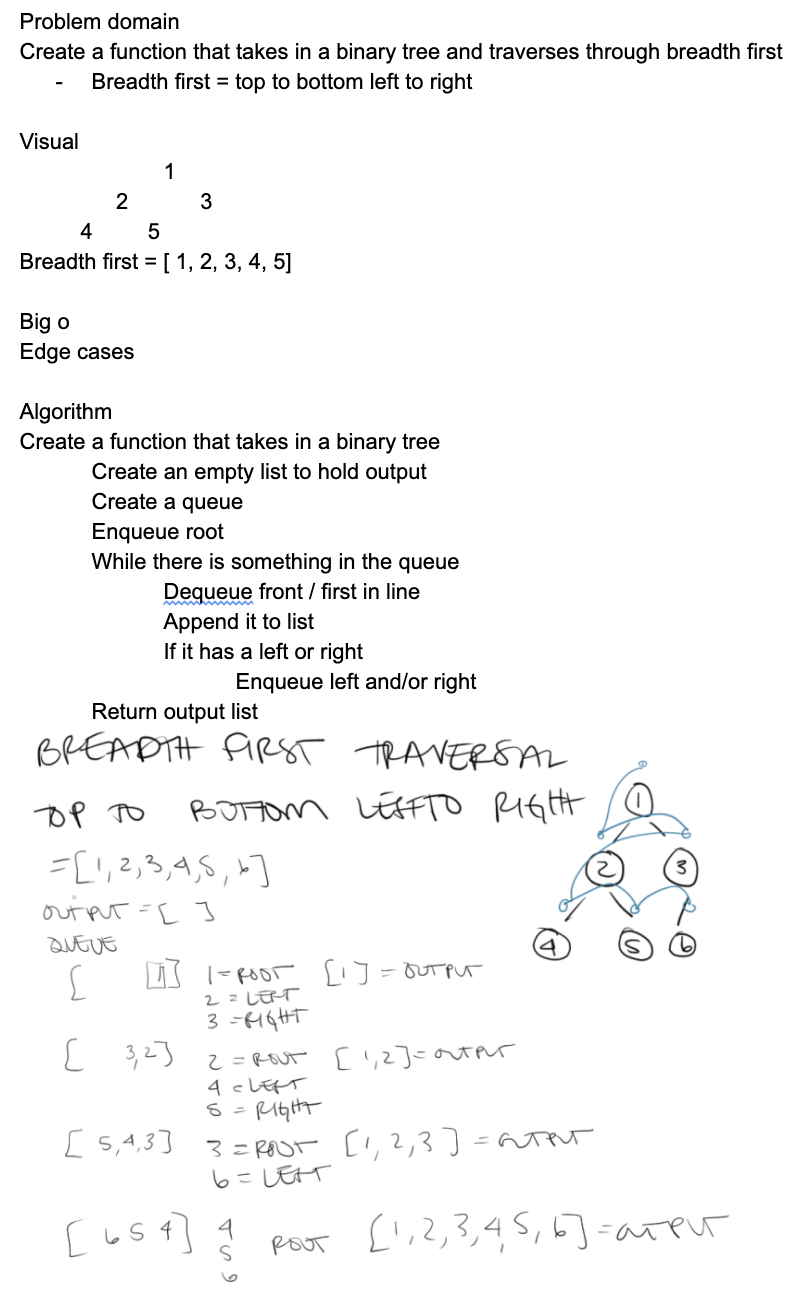 Problem domain
Create a function that takes in a binary tree and traverses through breadth first
- Breadth first = top to bottom left to right
Visual
1
2 3
4 5
Breadth first = [ 1, 2, 3, 4, 5]
Big o
Edge cases
Algorithm
Create a function that takes in a binary tree
Create an empty list to hold output
Create a queue
Enqueue root
While there is something in the queue
Dequeue front / first in line
Append it to list
If it has a left or right
Enqueue left and/or right
Return output list
BREADTH FIRST TRAVERSAL
TOP TO BOTTOM LEFT TO RIGHT
=[1,2,3,4,5,6]
OUTPUT = [ ]
QUEUE
[ 1] 1=ROOT [1] = OUTPUT
2 = LEFT
3 = RIGHT
[ 3,2] 2 = ROOT [1,2]= OUTPUT
4 = LEFT
5 = RIGHT
[ 5,4,3] 3 = ROOT [1,2,3] = OUTPUT
6 = LEFT
[ 6 5 4] 4 ROOT [1,2,3,4,5,6] = OUTPUT
5
6
1
2 3
4 5 6